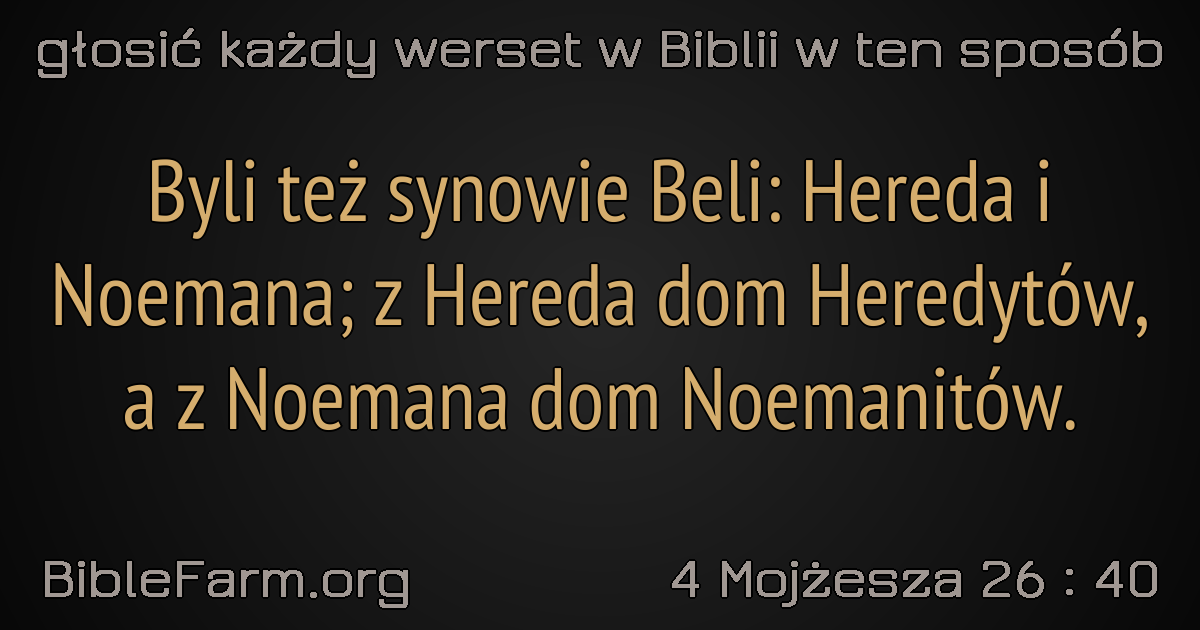 głosić każdy werset w Biblii w ten sposób
Byli też synowie Beli: Hereda i
Noemana; z Hereda dom Heredytów,
a z Noemana dom Noemanitów.
BibleFarm.org
4 Mojżesza 26 : 40